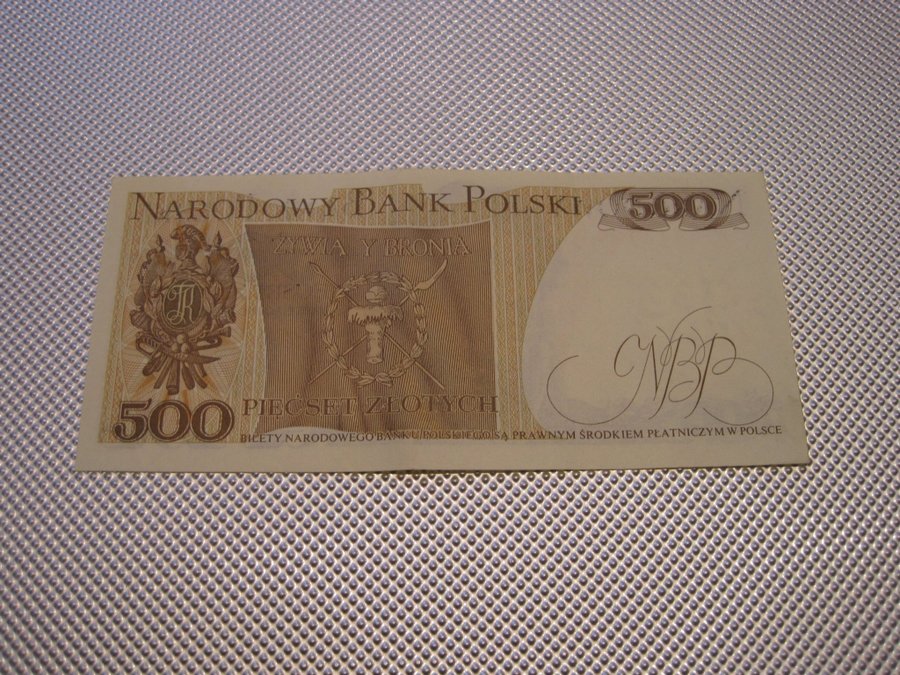 NARODOWY BANK POLSKI
500
ŻYWIĄ Y BRONIĄ
TK
NBP
500
PIĘĆSET ZŁOTYCH
BILETY NARODOWEGO BANKU POLSKIEGO SĄ PRAWNYM ŚRODKIEM PŁATNICZYM W POLSCE